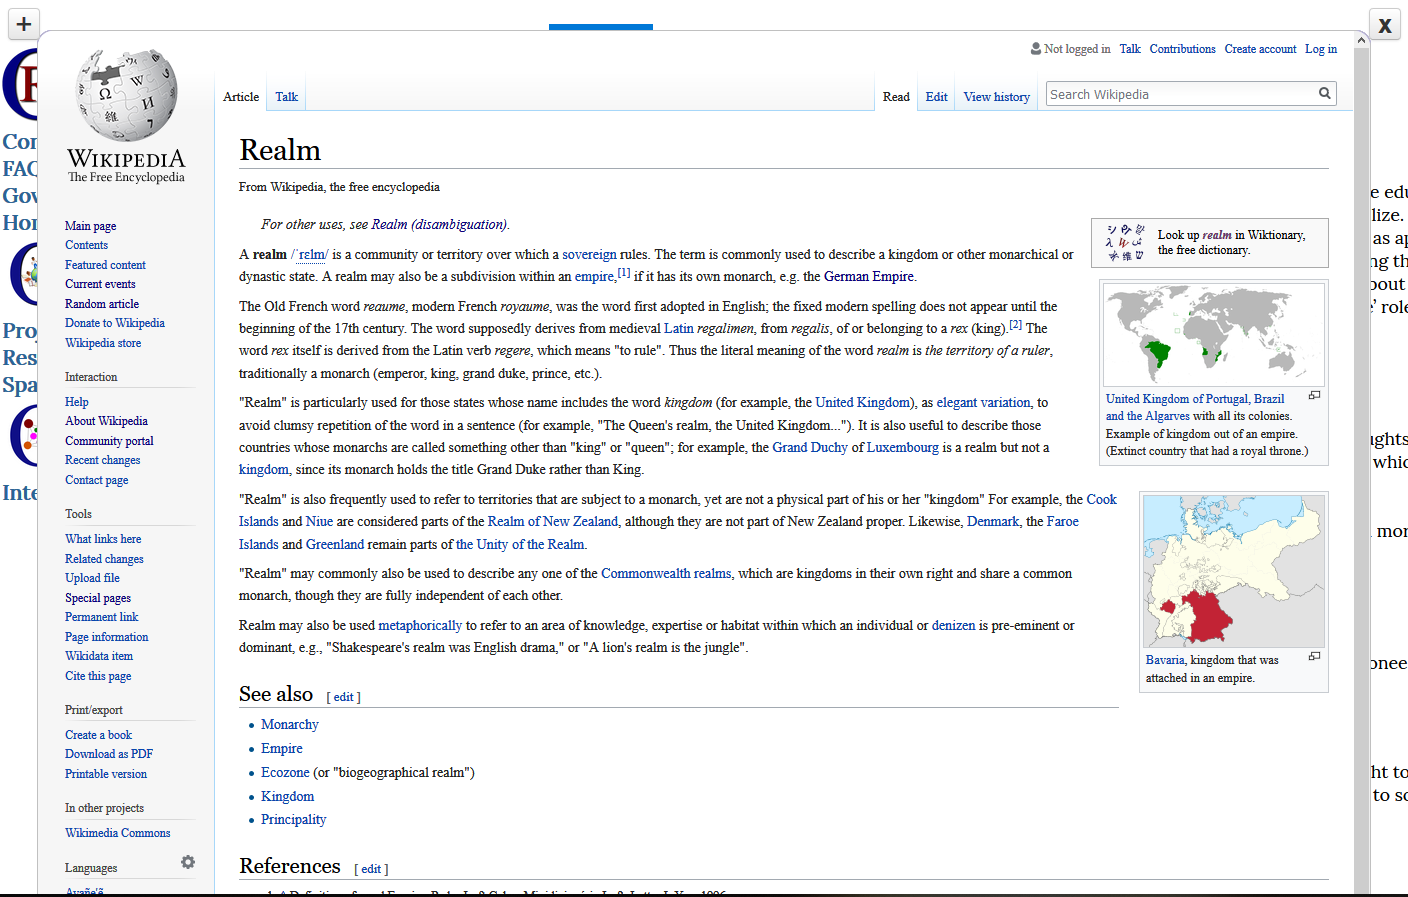 +
x
Not logged in Talk Contributions Create account Log in
Article Talk
Read Edit View history
Search Wikipedia
WIKIPEDIA
The Free Encyclopedia
Main page
Contents
Featured content
Current events
Random article
Donate to Wikipedia
Wikipedia store
Interaction
Help
About Wikipedia
Community portal
Recent changes
Contact page
Tools
What links here
Related changes
Upload file
Special pages
Permanent link
Page information
Wikidata item
Cite this page
Print/export
Create a book
Download as PDF
Printable version
In other projects
Wikimedia Commons
Languages
Realm
From Wikipedia, the free encyclopedia
For other uses, see Realm (disambiguation).
A realm /ˈrɛlm/ is a community or territory over which a sovereign rules. The term is commonly used to describe a kingdom or other monarchical or
dynastic state. A realm may also be a subdivision within an empire,[1] if it has its own monarch, e.g. the German Empire.
The Old French word reaume, modern French royaume, was the word first adopted in English; the fixed modern spelling does not appear until the
beginning of the 17th century. The word supposedly derives from medieval Latin regalimen, from regalis, of or belonging to a rex (king).[2] The
word rex itself is derived from the Latin verb regere, which means "to rule". Thus the literal meaning of the word realm is the territory of a ruler,
traditionally a monarch (emperor, king, grand duke, prince, etc.).
"Realm" is particularly used for those states whose name includes the word kingdom (for example, the United Kingdom), as elegant variation, to
avoid clumsy repetition of the word in a sentence (for example, "The Queen's realm, the United Kingdom..."). It is also useful to describe those
countries whose monarchs are called something other than "king" or "queen"; for example, the Grand Duchy of Luxembourg is a realm but not a
kingdom, since its monarch holds the title Grand Duke rather than King.
"Realm" is also frequently used to refer to territories that are subject to a monarch, yet are not a physical part of his or her "kingdom" For example, the Cook
Islands and Niue are considered parts of the Realm of New Zealand, although they are not part of New Zealand proper. Likewise, Denmark, the Faroe
Islands and Greenland remain parts of the Unity of the Realm.
"Realm" may commonly also be used to describe any one of the Commonwealth realms, which are kingdoms in their own right and share a common
monarch, though they are fully independent of each other.
Realm may also be used metaphorically to refer to an area of knowledge, expertise or habitat within which an individual or denizen is pre-eminent or
dominant, e.g., "Shakespeare's realm was English drama," or "A lion's realm is the jungle".
Look up realm in Wiktionary,
the free dictionary.
United Kingdom of Portugal, Brazil
and the Algarves with all its colonies.
Example of kingdom out of an empire.
(Extinct country that had a royal throne.)
Bavaria, kingdom that was
attached in an empire.
See also [ edit ]
Monarchy
Empire
Ecozone (or "biogeographical realm")
Kingdom
Principality
References [ edit ]